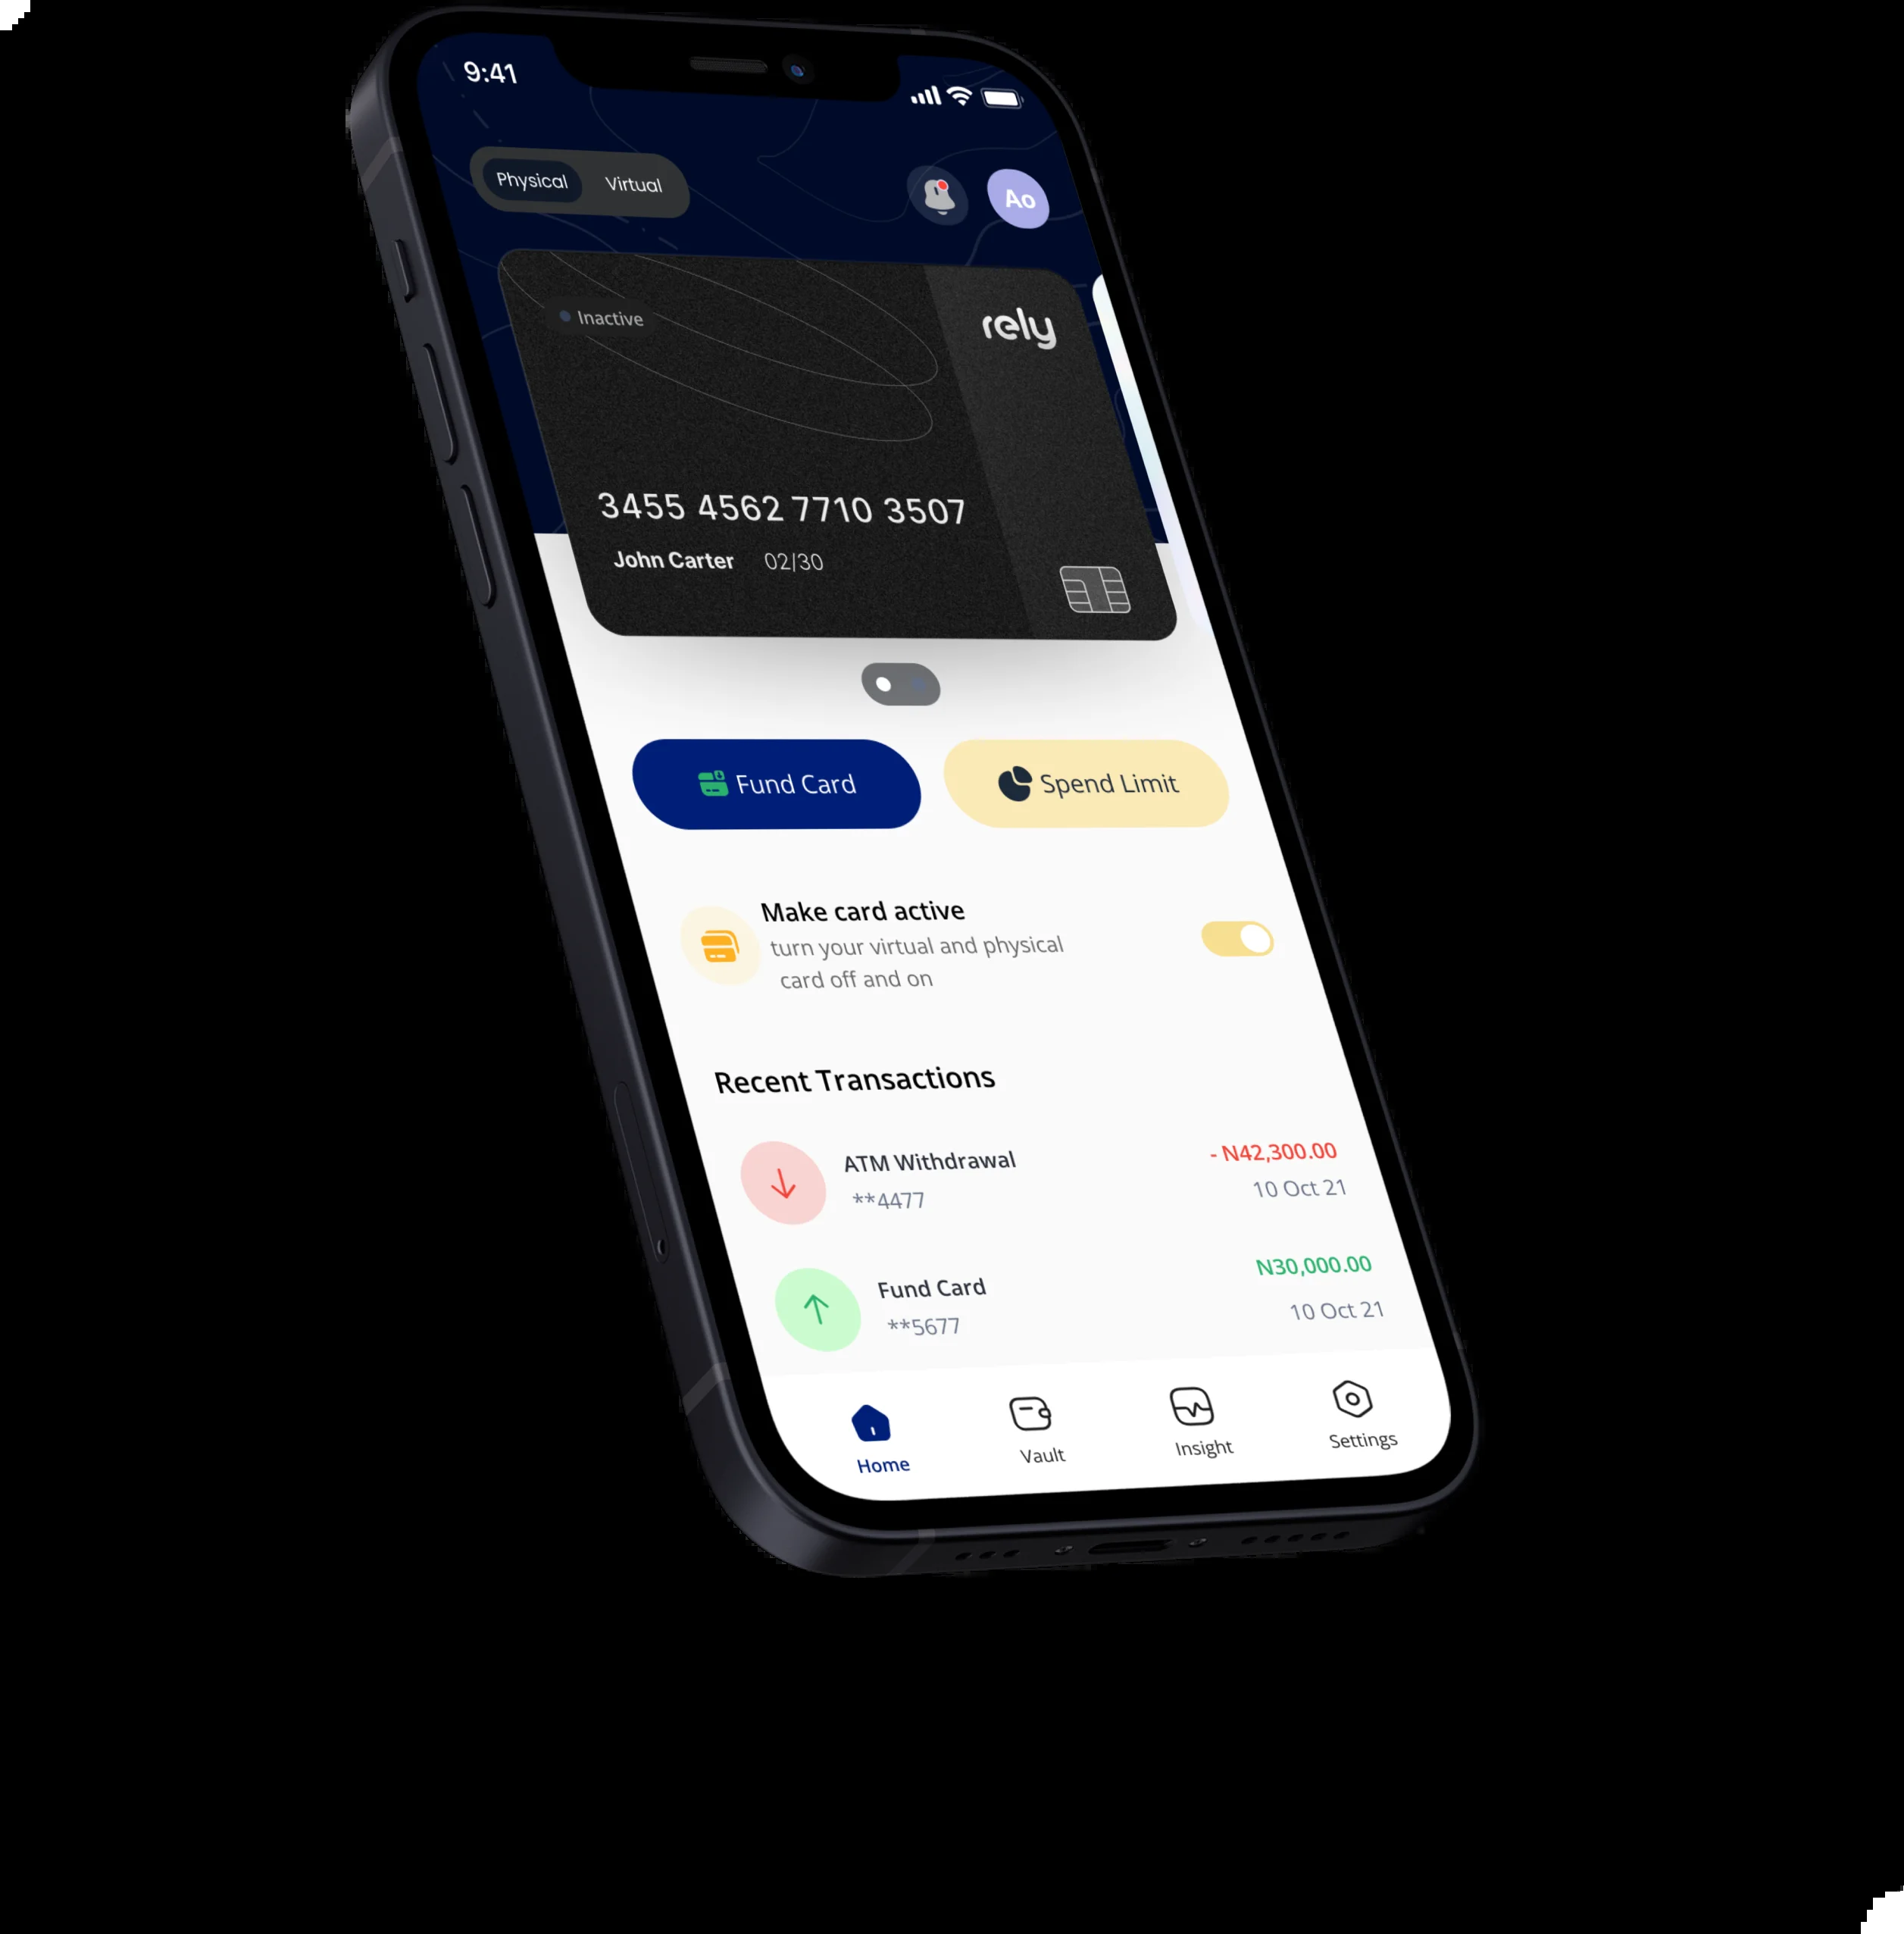 9:41
Physical Virtual
Ao
Inactive
rely
3455 4562 7710 3507
John Carter 02/30
Fund Card
Spend Limit
Make card active
turn your virtual and physical
card off and on
Recent Transactions
ATM Withdrawal
- N42,300.00
**4477
10 Oct 21
Fund Card
N30,000.00
**5677
10 Oct 21
Home
Vault
Insight
Settings